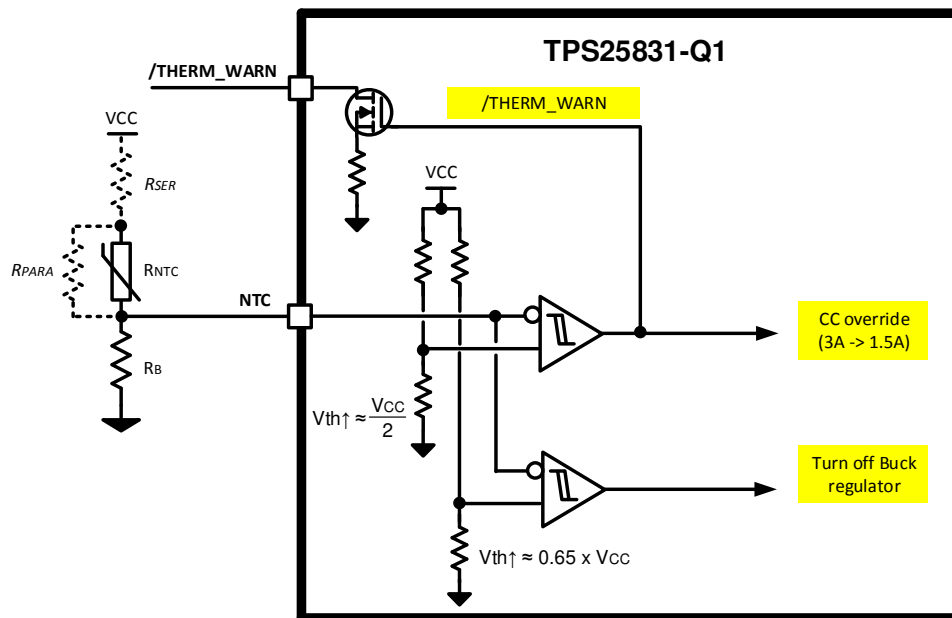 TPS25831-Q1
/THERM_WARN
/THERM_WARN
VCC
RSER
VCC
RPARA
RNTC
NTC
CC override
(3A -> 1.5A)
RB
Vth↑ ≈ VCC/2
Turn off Buck
regulator
Vth↑ ≈ 0.65 x VCC